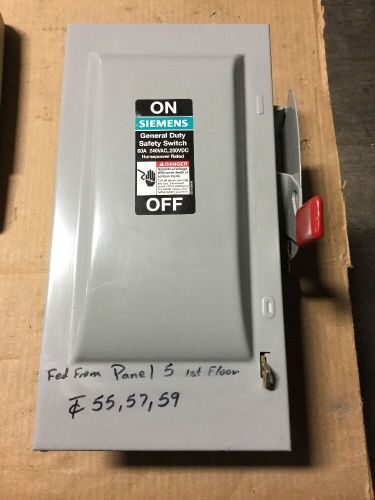 ON
SIEMENS
General Duty
Safety Switch
60A 240VAC, 250VDC
Horsepower Rated
DANGER
OFF
Fed From Panel 5 1st Floor
55, 57, 59